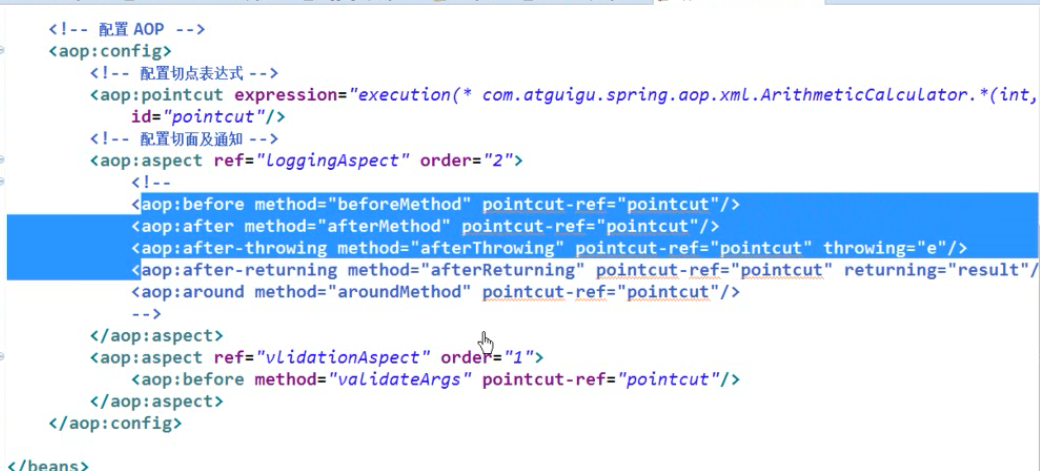 <!-- 配置 AOP -->
<aop:config>
<!-- 配置切点表达式 -->
<aop:pointcut expression="execution(* com.atguigu.spring.aop.xml.ArithmeticCalculator.*(int,
id="pointcut"/>
<!-- 配置切面及通知 -->
<aop:aspect ref="loggingAspect" order="2">
<!--
<aop:before method="beforeMethod" pointcut-ref="pointcut"/>
<aop:after method="afterMethod" pointcut-ref="pointcut"/>
<aop:after-throwing method="afterThrowing" pointcut-ref="pointcut" throwing="e"/>
<aop:after-returning method="afterReturning" pointcut-ref="pointcut" returning="result"/
<aop:around method="aroundMethod" pointcut-ref="pointcut"/>
-->
</aop:aspect>
<aop:aspect ref="vlidationAspect" order="1">
<aop:before method="validateArgs" pointcut-ref="pointcut"/>
</aop:aspect>
</aop:config>
</beans>